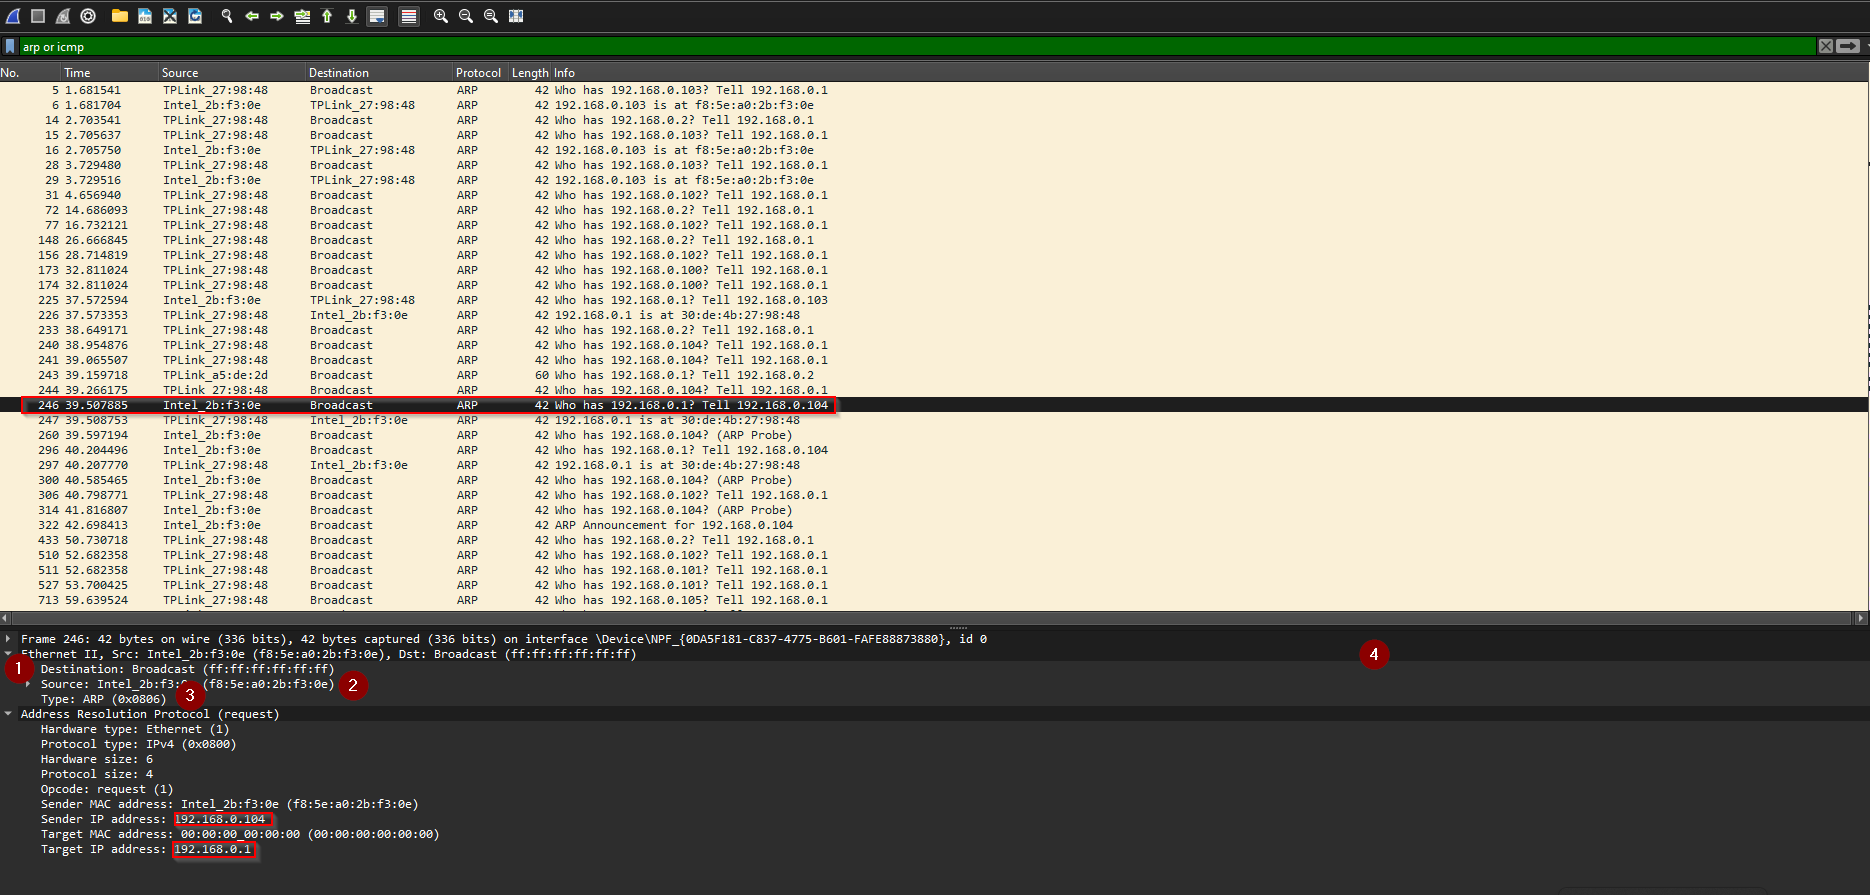 arp or icmp
No. Time Source Destination Protocol Length Info
5 1.681541 TPLink_27:98:48 Broadcast ARP 42 Who has 192.168.0.103? Tell 192.168.0.1
6 1.681704 Intel_2b:f3:0e TPLink_27:98:48 ARP 42 192.168.0.103 is at f8:5e:a0:2b:f3:0e
14 2.703541 TPLink_27:98:48 Broadcast ARP 42 Who has 192.168.0.2? Tell 192.168.0.1
15 2.705637 TPLink_27:98:48 Broadcast ARP 42 Who has 192.168.0.103? Tell 192.168.0.1
16 2.705750 Intel_2b:f3:0e TPLink_27:98:48 ARP 42 192.168.0.103 is at f8:5e:a0:2b:f3:0e
28 3.729480 TPLink_27:98:48 Broadcast ARP 42 Who has 192.168.0.103? Tell 192.168.0.1
29 3.729516 Intel_2b:f3:0e TPLink_27:98:48 ARP 42 192.168.0.103 is at f8:5e:a0:2b:f3:0e
31 4.656940 TPLink_27:98:48 Broadcast ARP 42 Who has 192.168.0.102? Tell 192.168.0.1
72 14.686093 TPLink_27:98:48 Broadcast ARP 42 Who has 192.168.0.2? Tell 192.168.0.1
77 16.732121 TPLink_27:98:48 Broadcast ARP 42 Who has 192.168.0.102? Tell 192.168.0.1
148 26.666845 TPLink_27:98:48 Broadcast ARP 42 Who has 192.168.0.2? Tell 192.168.0.1
156 28.714819 TPLink_27:98:48 Broadcast ARP 42 Who has 192.168.0.102? Tell 192.168.0.1
173 32.811024 TPLink_27:98:48 Broadcast ARP 42 Who has 192.168.0.100? Tell 192.168.0.1
174 32.811024 TPLink_27:98:48 Broadcast ARP 42 Who has 192.168.0.100? Tell 192.168.0.1
225 37.572594 Intel_2b:f3:0e TPLink_27:98:48 ARP 42 Who has 192.168.0.1? Tell 192.168.0.103
226 37.573353 TPLink_27:98:48 Intel_2b:f3:0e ARP 42 192.168.0.1 is at 30:de:4b:27:98:48
233 38.649171 TPLink_27:98:48 Broadcast ARP 42 Who has 192.168.0.2? Tell 192.168.0.1
240 38.954876 TPLink_27:98:48 Broadcast ARP 42 Who has 192.168.0.104? Tell 192.168.0.1
241 39.065507 TPLink_27:98:48 Broadcast ARP 42 Who has 192.168.0.104? Tell 192.168.0.1
243 39.159718 TPLink_a5:de:2d Broadcast ARP 60 Who has 192.168.0.1? Tell 192.168.0.2
244 39.266175 TPLink_27:98:48 Broadcast ARP 42 Who has 192.168.0.104? Tell 192.168.0.1
246 39.507885 Intel_2b:f3:0e Broadcast ARP 42 Who has 192.168.0.1? Tell 192.168.0.104
247 39.508753 TPLink_27:98:48 Intel_2b:f3:0e ARP 42 192.168.0.1 is at 30:de:4b:27:98:48
260 39.597194 Intel_2b:f3:0e Broadcast ARP 42 Who has 192.168.0.104? (ARP Probe)
296 40.204496 Intel_2b:f3:0e Broadcast ARP 42 Who has 192.168.0.1? Tell 192.168.0.104
297 40.207770 TPLink_27:98:48 Intel_2b:f3:0e ARP 42 192.168.0.1 is at 30:de:4b:27:98:48
300 40.585465 Intel_2b:f3:0e Broadcast ARP 42 Who has 192.168.0.104? (ARP Probe)
306 40.798771 TPLink_27:98:48 Broadcast ARP 42 Who has 192.168.0.102? Tell 192.168.0.1
314 41.816807 Intel_2b:f3:0e Broadcast ARP 42 Who has 192.168.0.104? (ARP Probe)
322 42.698413 Intel_2b:f3:0e Broadcast ARP 42 ARP Announcement for 192.168.0.104
433 50.730718 TPLink_27:98:48 Broadcast ARP 42 Who has 192.168.0.2? Tell 192.168.0.1
510 52.682358 TPLink_27:98:48 Broadcast ARP 42 Who has 192.168.0.102? Tell 192.168.0.1
511 52.682358 TPLink_27:98:48 Broadcast ARP 42 Who has 192.168.0.101? Tell 192.168.0.1
527 53.700425 TPLink_27:98:48 Broadcast ARP 42 Who has 192.168.0.101? Tell 192.168.0.1
713 59.639524 TPLink_27:98:48 Broadcast ARP 42 Who has 192.168.0.105? Tell 192.168.0.1
Frame 246: 42 bytes on wire (336 bits), 42 bytes captured (336 bits) on interface \Device\NPF_{0DA5F181-C837-4775-B601-FAFE88873880}, id 0
Ethernet II, Src: Intel_2b:f3:0e (f8:5e:a0:2b:f3:0e), Dst: Broadcast (ff:ff:ff:ff:ff:ff) 4
1 Destination: Broadcast (ff:ff:ff:ff:ff:ff)
Source: Intel_2b:f3: (f8:5e:a0:2b:f3:0e) 2
Type: ARP (0x0806) 3
Address Resolution Protocol (request)
Hardware type: Ethernet (1)
Protocol type: IPv4 (0x0800)
Hardware size: 6
Protocol size: 4
Opcode: request (1)
Sender MAC address: Intel_2b:f3:0e (f8:5e:a0:2b:f3:0e)
Sender IP address: 192.168.0.104
Target MAC address: 00:00:00_00:00:00 (00:00:00:00:00:00)
Target IP address: 192.168.0.1